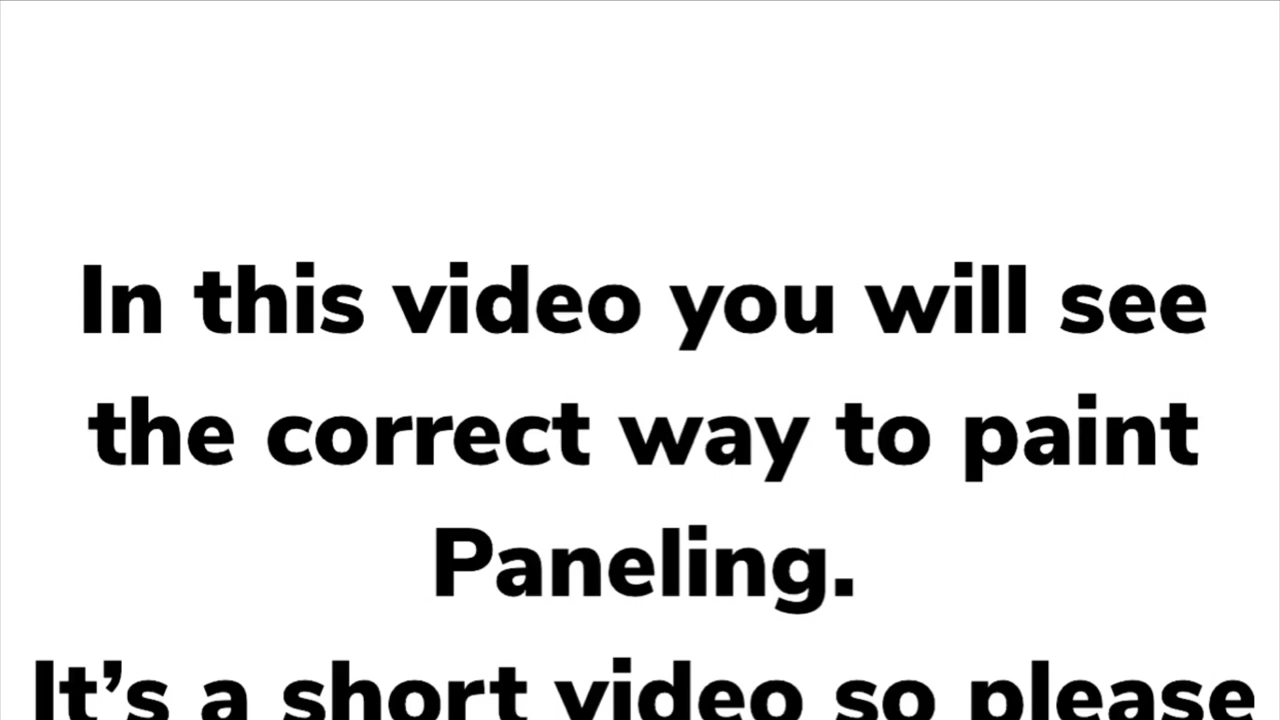 In this video you will see
the correct way to paint
Paneling.
It’s a short video so please